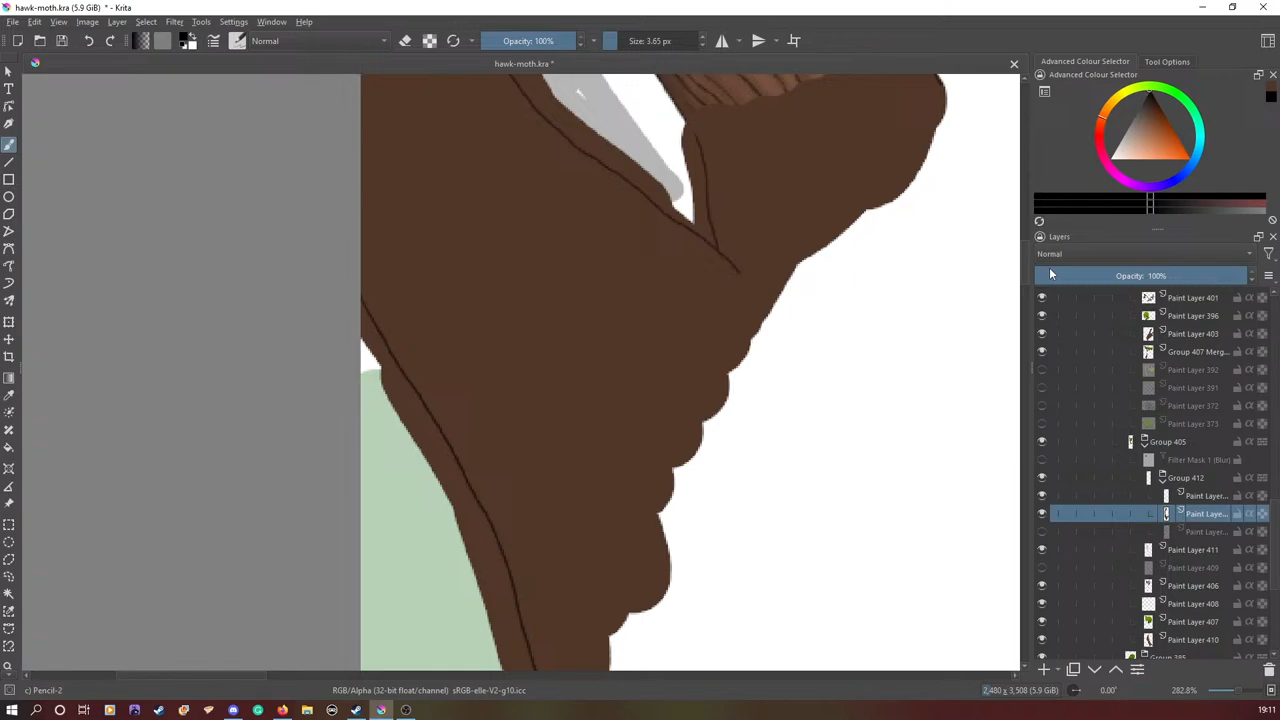 hawk-moth.kra (5.9 GiB) * - Krita
File Edit View Image Layer Select Filter Tools Settings Window Help
Normal Opacity: 100% Size: 3.65 px
hawk-moth.kra *
Advanced Colour Selector Tool Options
Advanced Colour Selector
Layers
Normal
Opacity: 100%
Paint Layer 401
Paint Layer 396
Paint Layer 403
Group 407 Merg...
Paint Layer 392
Paint Layer 391
Paint Layer 372
Paint Layer 373
Group 405
Filter Mask 1 (Blur)
Group 412
Paint Layer...
Paint Laye...
Paint Layer...
Paint Layer 411
Paint Layer 409
Paint Layer 406
Paint Layer 408
Paint Layer 407
Paint Layer 410
Group 385
c) Pencil-2 RGB/Alpha (32-bit float/channel) sRGB-elle-V2-g10.icc 2,480 x 3,508 (5.9 GiB) 0.00° 282.8%
19:11